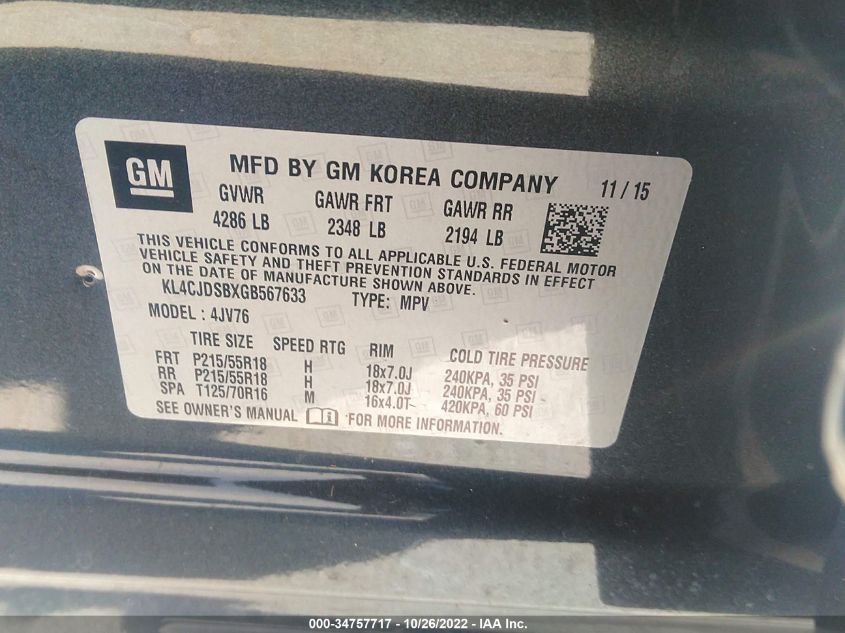 GM
MFD BY GM KOREA COMPANY 11 / 15
GVWR GAWR FRT GAWR RR
4286 LB 2348 LB 2194 LB
THIS VEHICLE CONFORMS TO ALL APPLICABLE U.S. FEDERAL MOTOR
VEHICLE SAFETY AND THEFT PREVENTION STANDARDS IN EFFECT
ON THE DATE OF MANUFACTURE SHOWN ABOVE.
KL4CJDSBXGB567633 TYPE: MPV
MODEL : 4JV76
TIRE SIZE SPEED RTG RIM COLD TIRE PRESSURE
FRT P215/55R18 H 18x7.0J 240KPA, 35 PSI
RR P215/55R18 H 18x7.0J 240KPA, 35 PSI
SPA T125/70R16 M 16x4.0T 420KPA, 60 PSI
SEE OWNER'S MANUAL FOR MORE INFORMATION.
000-34757717 - 10/26/2022 - IAA Inc.